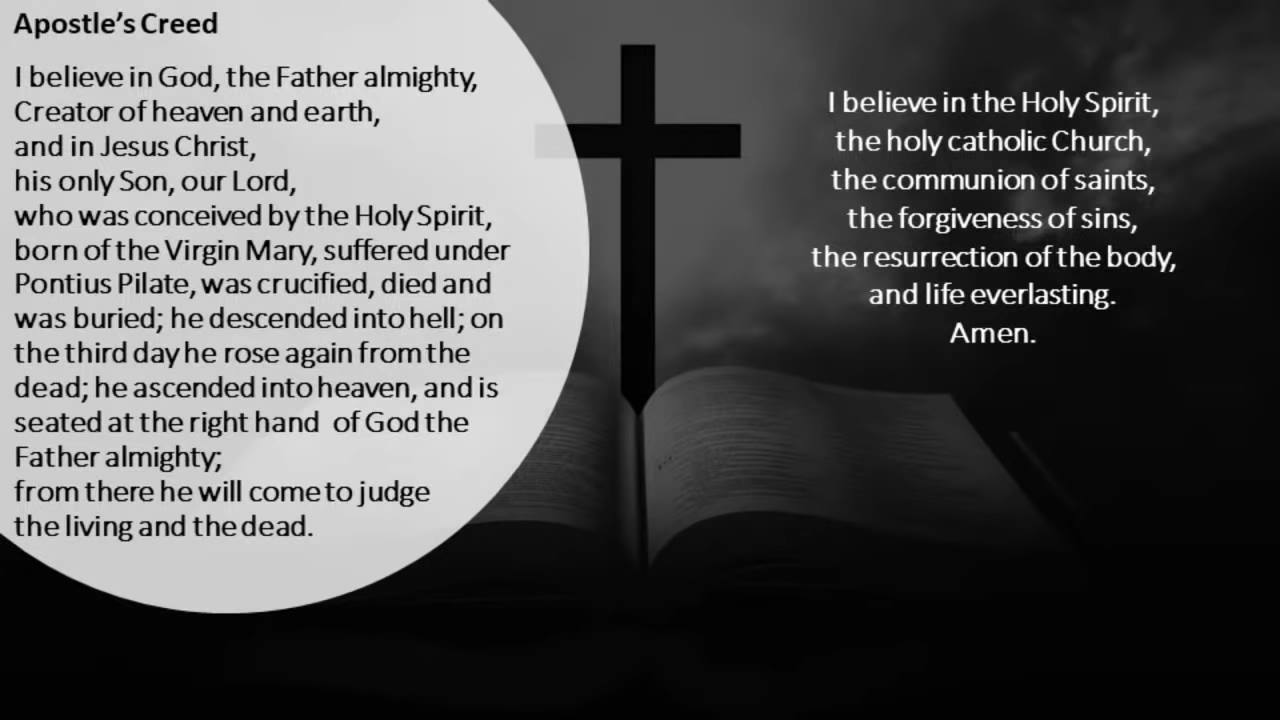 Apostle's Creed
I believe in God, the Father almighty,
Creator of heaven and earth,
and in Jesus Christ,
his only Son, our Lord,
who was conceived by the Holy Spirit,
born of the Virgin Mary, suffered under
Pontius Pilate, was crucified, died and
was buried; he descended into hell; on
the third day he rose again from the
dead; he ascended into heaven, and is
seated at the right hand  of God the
Father almighty;
from there he will come to judge
the living and the dead.
I believe in the Holy Spirit,
the holy catholic Church,
the communion of saints,
the forgiveness of sins,
the resurrection of the body,
and life everlasting.
Amen.